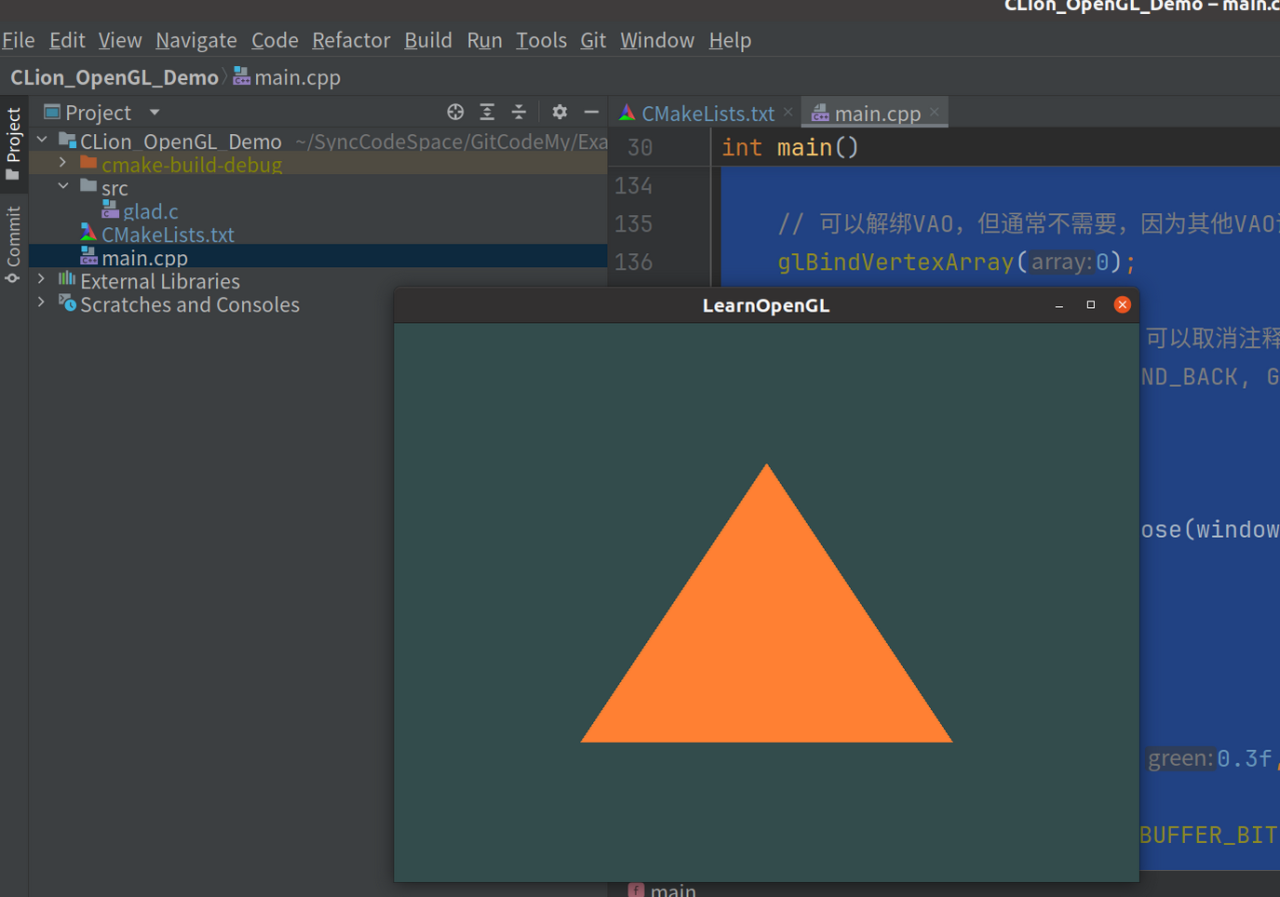 CLion_OpenGL_Demo – main.c
File Edit View Navigate Code Refactor Build Run Tools Git Window Help
CLion_OpenGL_Demo main.cpp
Project
Commit
Project
CLion_OpenGL_Demo ~/SyncCodeSpace/GitCodeMy/Exa
cmake-build-debug
src
glad.c
CMakeLists.txt
main.cpp
External Libraries
Scratches and Consoles
CMakeLists.txt main.cpp
30 int main()
134
135 // 可以解绑VAO，但通常不需要，因为其他VAO
136 glBindVertexArray(array:0);
LearnOpenGL
可以取消注释
ND_BACK, G
ose(window
green:0.3f,
BUFFER_BIT
f main